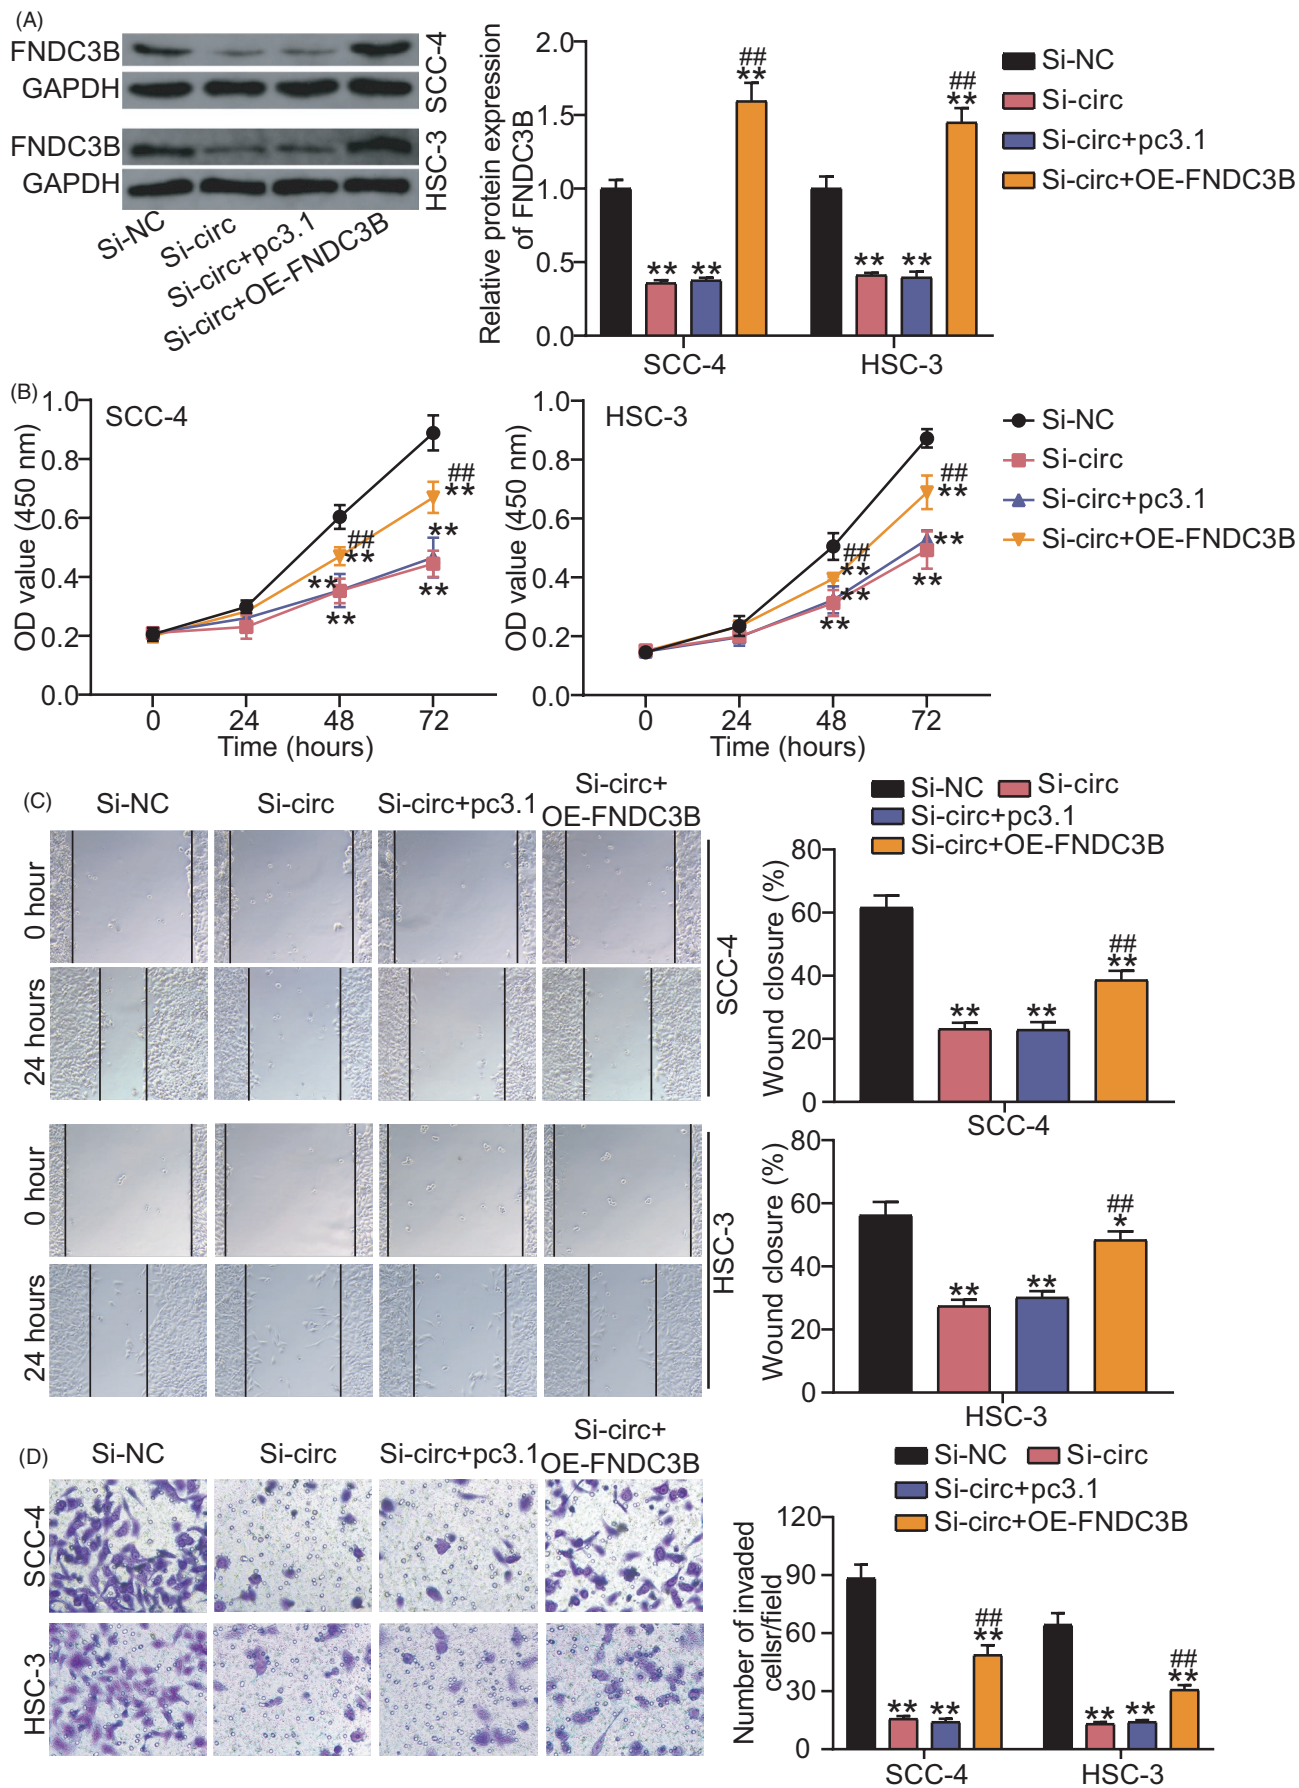 (A)
FNDC3B
GAPDH
SCC-4
FNDC3B
GAPDH
HSC-3
Si-NC
Si-circ
Si-circ+pc3.1
Si-circ+OE-FNDC3B
Relative protein expression
of FNDC3B
2.0
1.5
1.0
0.5
0.0
** ** ## **
** ** ## **
SCC-4
HSC-3
Si-NC
Si-circ
Si-circ+pc3.1
Si-circ+OE-FNDC3B
(B)
SCC-4
OD value (450 nm)
1.0
0.8
0.6
0.4
0.2
0.0
##
**
**
##
**
**
**
**
0 24 48 72
Time (hours)
HSC-3
OD value (450 nm)
1.0
0.8
0.6
0.4
0.2
0.0
##
**
**
##
**
**
**
**
0 24 48 72
Time (hours)
Si-NC
Si-circ
Si-circ+pc3.1
Si-circ+OE-FNDC3B
(C)
Si-NC
Si-circ
Si-circ+pc3.1
Si-circ+
OE-FNDC3B
0 hour
24 hours
SCC-4
0 hour
24 hours
HSC-3
Si-NC Si-circ
Si-circ+pc3.1
Si-circ+OE-FNDC3B
Wound closure (%)
80
60
40
20
0
** ** ## **
SCC-4
Wound closure (%)
80
60
40
20
0
** ** ## *
HSC-3
(D)
Si-NC
Si-circ
Si-circ+pc3.1
Si-circ+
OE-FNDC3B
SCC-4
HSC-3
Si-NC Si-circ
Si-circ+pc3.1
Si-circ+OE-FNDC3B
Number of invaded
cellsr/field
120
90
60
30
0
** ** ## **
** ** ## **
SCC-4
HSC-3